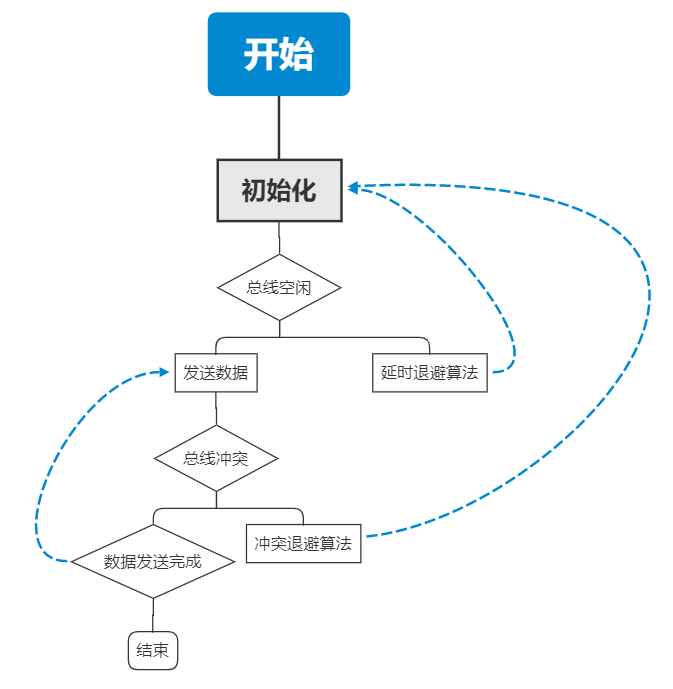 开始
初始化
总线空闲
发送数据
延时退避算法
总线冲突
冲突退避算法
数据发送完成
结束